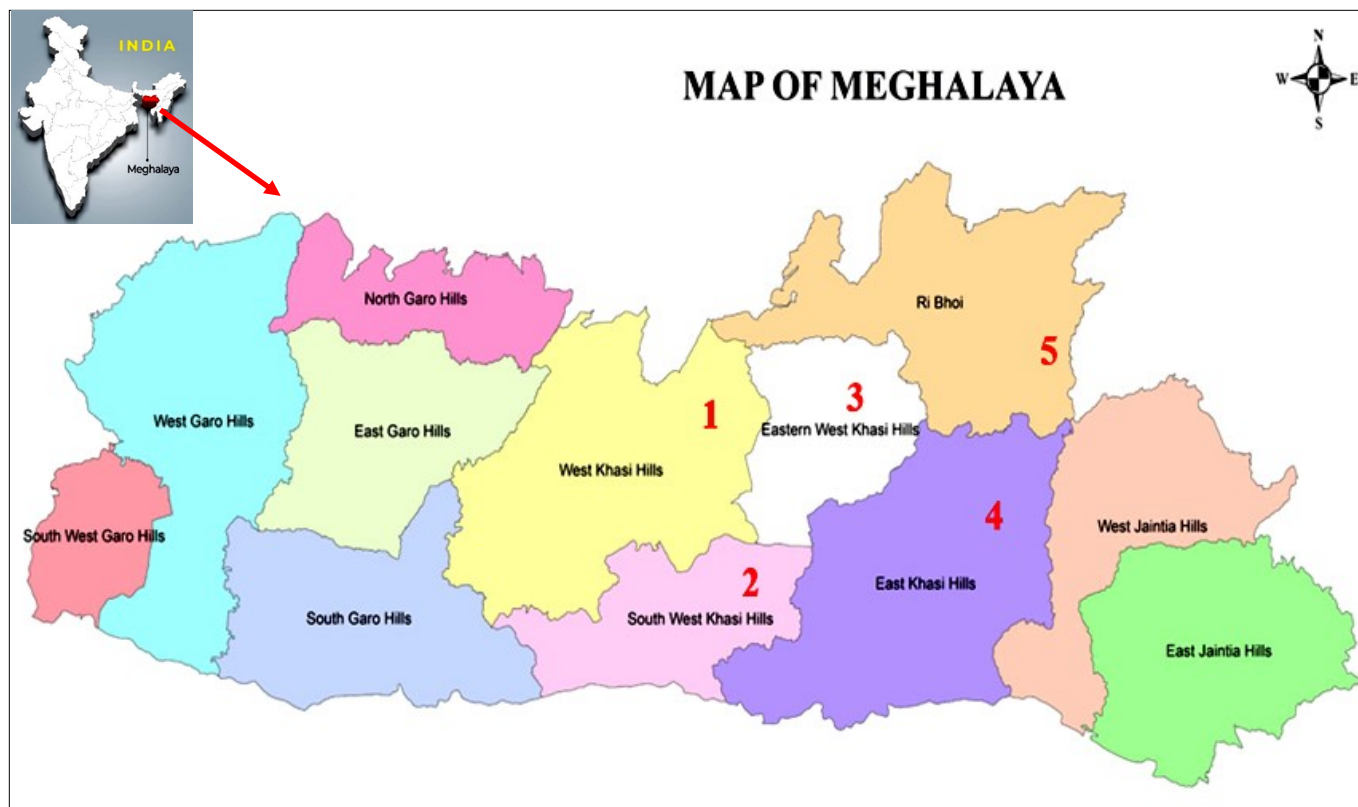 INDIA
Meghalaya
MAP OF MEGHALAYA
N
W E
S
North Garo Hills
Ri Bhoi
5
3
1
West Garo Hills
East Garo Hills
Eastern West Khasi Hills
West Khasi Hills
4
South West Garo Hills
West Jaintia Hills
2
East Khasi Hills
South Garo Hills
South West Khasi Hills
East Jaintia Hills